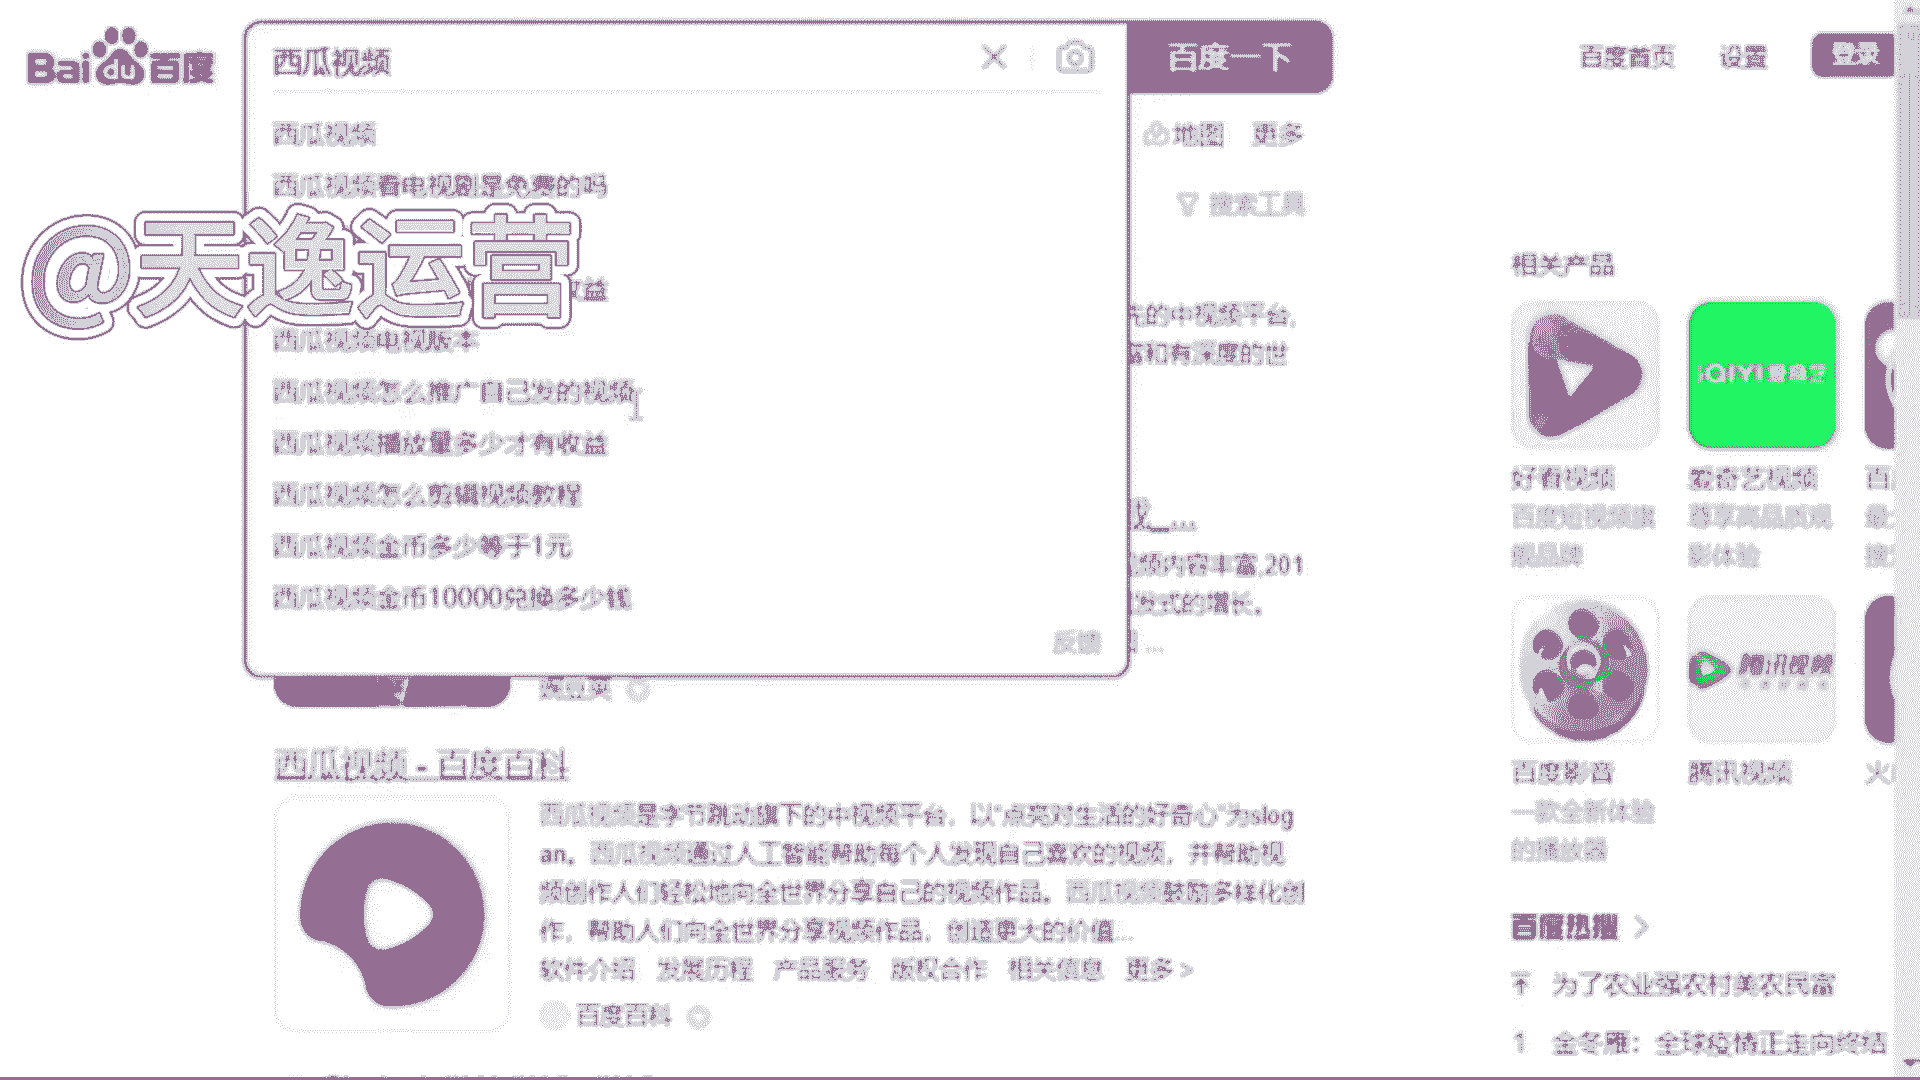 Bai du 百度
西瓜视频
百度一下
百度首页 设置 登录
西瓜视频
地图 更多
西瓜视频看电视剧是免费的吗
搜索工具
@天逸运营
收益
西瓜视频电视版本
西瓜视频怎么推广自己发的视频
西瓜视频播放量多少才有收益
西瓜视频怎么剪辑视频教程
西瓜视频金币多少等于1元
西瓜视频金币10000兑换多少钱
反馈
的中视频平台,
和有深度的世
_...
频内容丰富,201
发式的增长。
...
西瓜视频 - 百度百科
西瓜视频是字节跳动旗下的中视频平台，以"点亮对生活的好奇心"为slog
an。西瓜视频通过人工智能帮助每个人发现自己喜欢的视频，并帮助视
频创作人们轻松地向全世界分享自己的视频作品。西瓜视频鼓励多样化创
作，帮助人们向全世界分享视频作品，创造更大的价值...
软件介绍 发展历程 产品服务 版权合作 相关信息 更多 >
百度百科
相关产品
iQIYI 爱奇艺
好看视频
百度短视频旗
舰品牌
爱奇艺视频
尊享高品质观
影体验
腾讯视频
百度影音
一款全新体验
的播放器
腾讯视频
火
百度热搜 >
为了农业强农村美农民富
1 金冬雁：全球疫情正走向终结